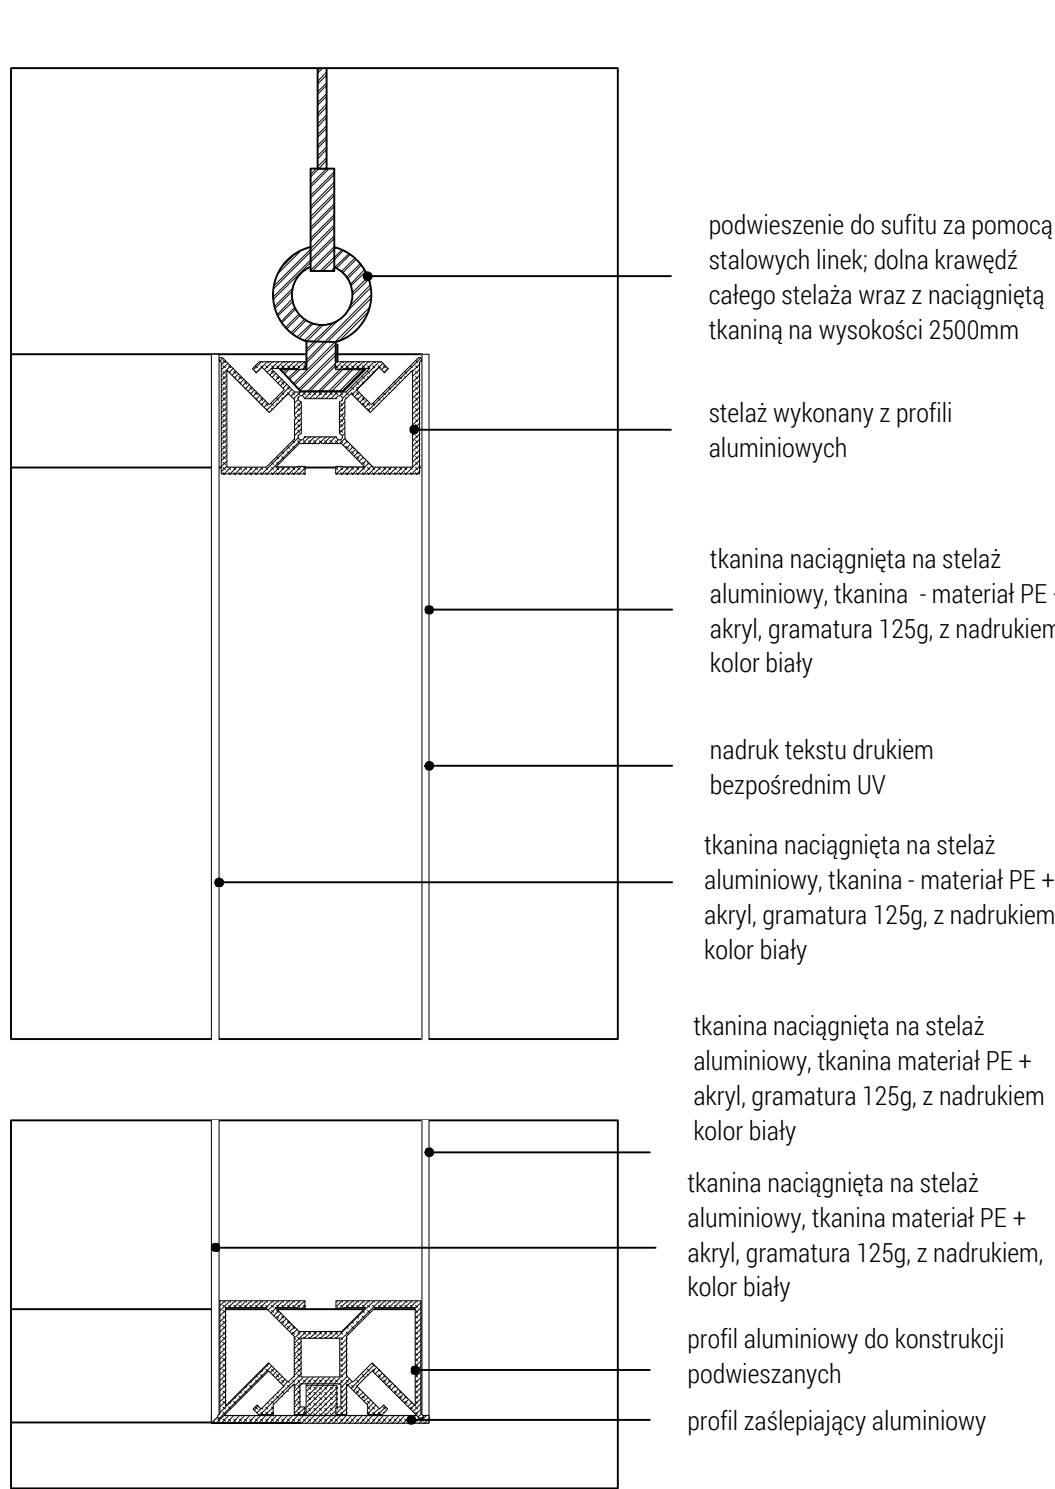 podwieszenie do sufitu za pomocą
stalowych linek; dolna krawędź
całego stelaża wraz z naciągniętą
tkaniną na wysokości 2500mm
stelaż wykonany z profili
aluminiowych
tkanina naciągnięta na stelaż
aluminiowy, tkanina - materiał PE
akryl, gramatura 125g, z nadrukiem
kolor biały
nadruk tekstu drukiem
bezpośrednim UV
tkanina naciągnięta na stelaż
aluminiowy, tkanina - materiał PE +
akryl, gramatura 125g, z nadrukiem
kolor biały
tkanina naciągnięta na stelaż
aluminiowy, tkanina materiał PE +
akryl, gramatura 125g, z nadrukiem
kolor biały
tkanina naciągnięta na stelaż
aluminiowy, tkanina materiał PE +
akryl, gramatura 125g, z nadrukiem,
kolor biały
profil aluminiowy do konstrukcji
podwieszanych
profil zaślepiający aluminiowy